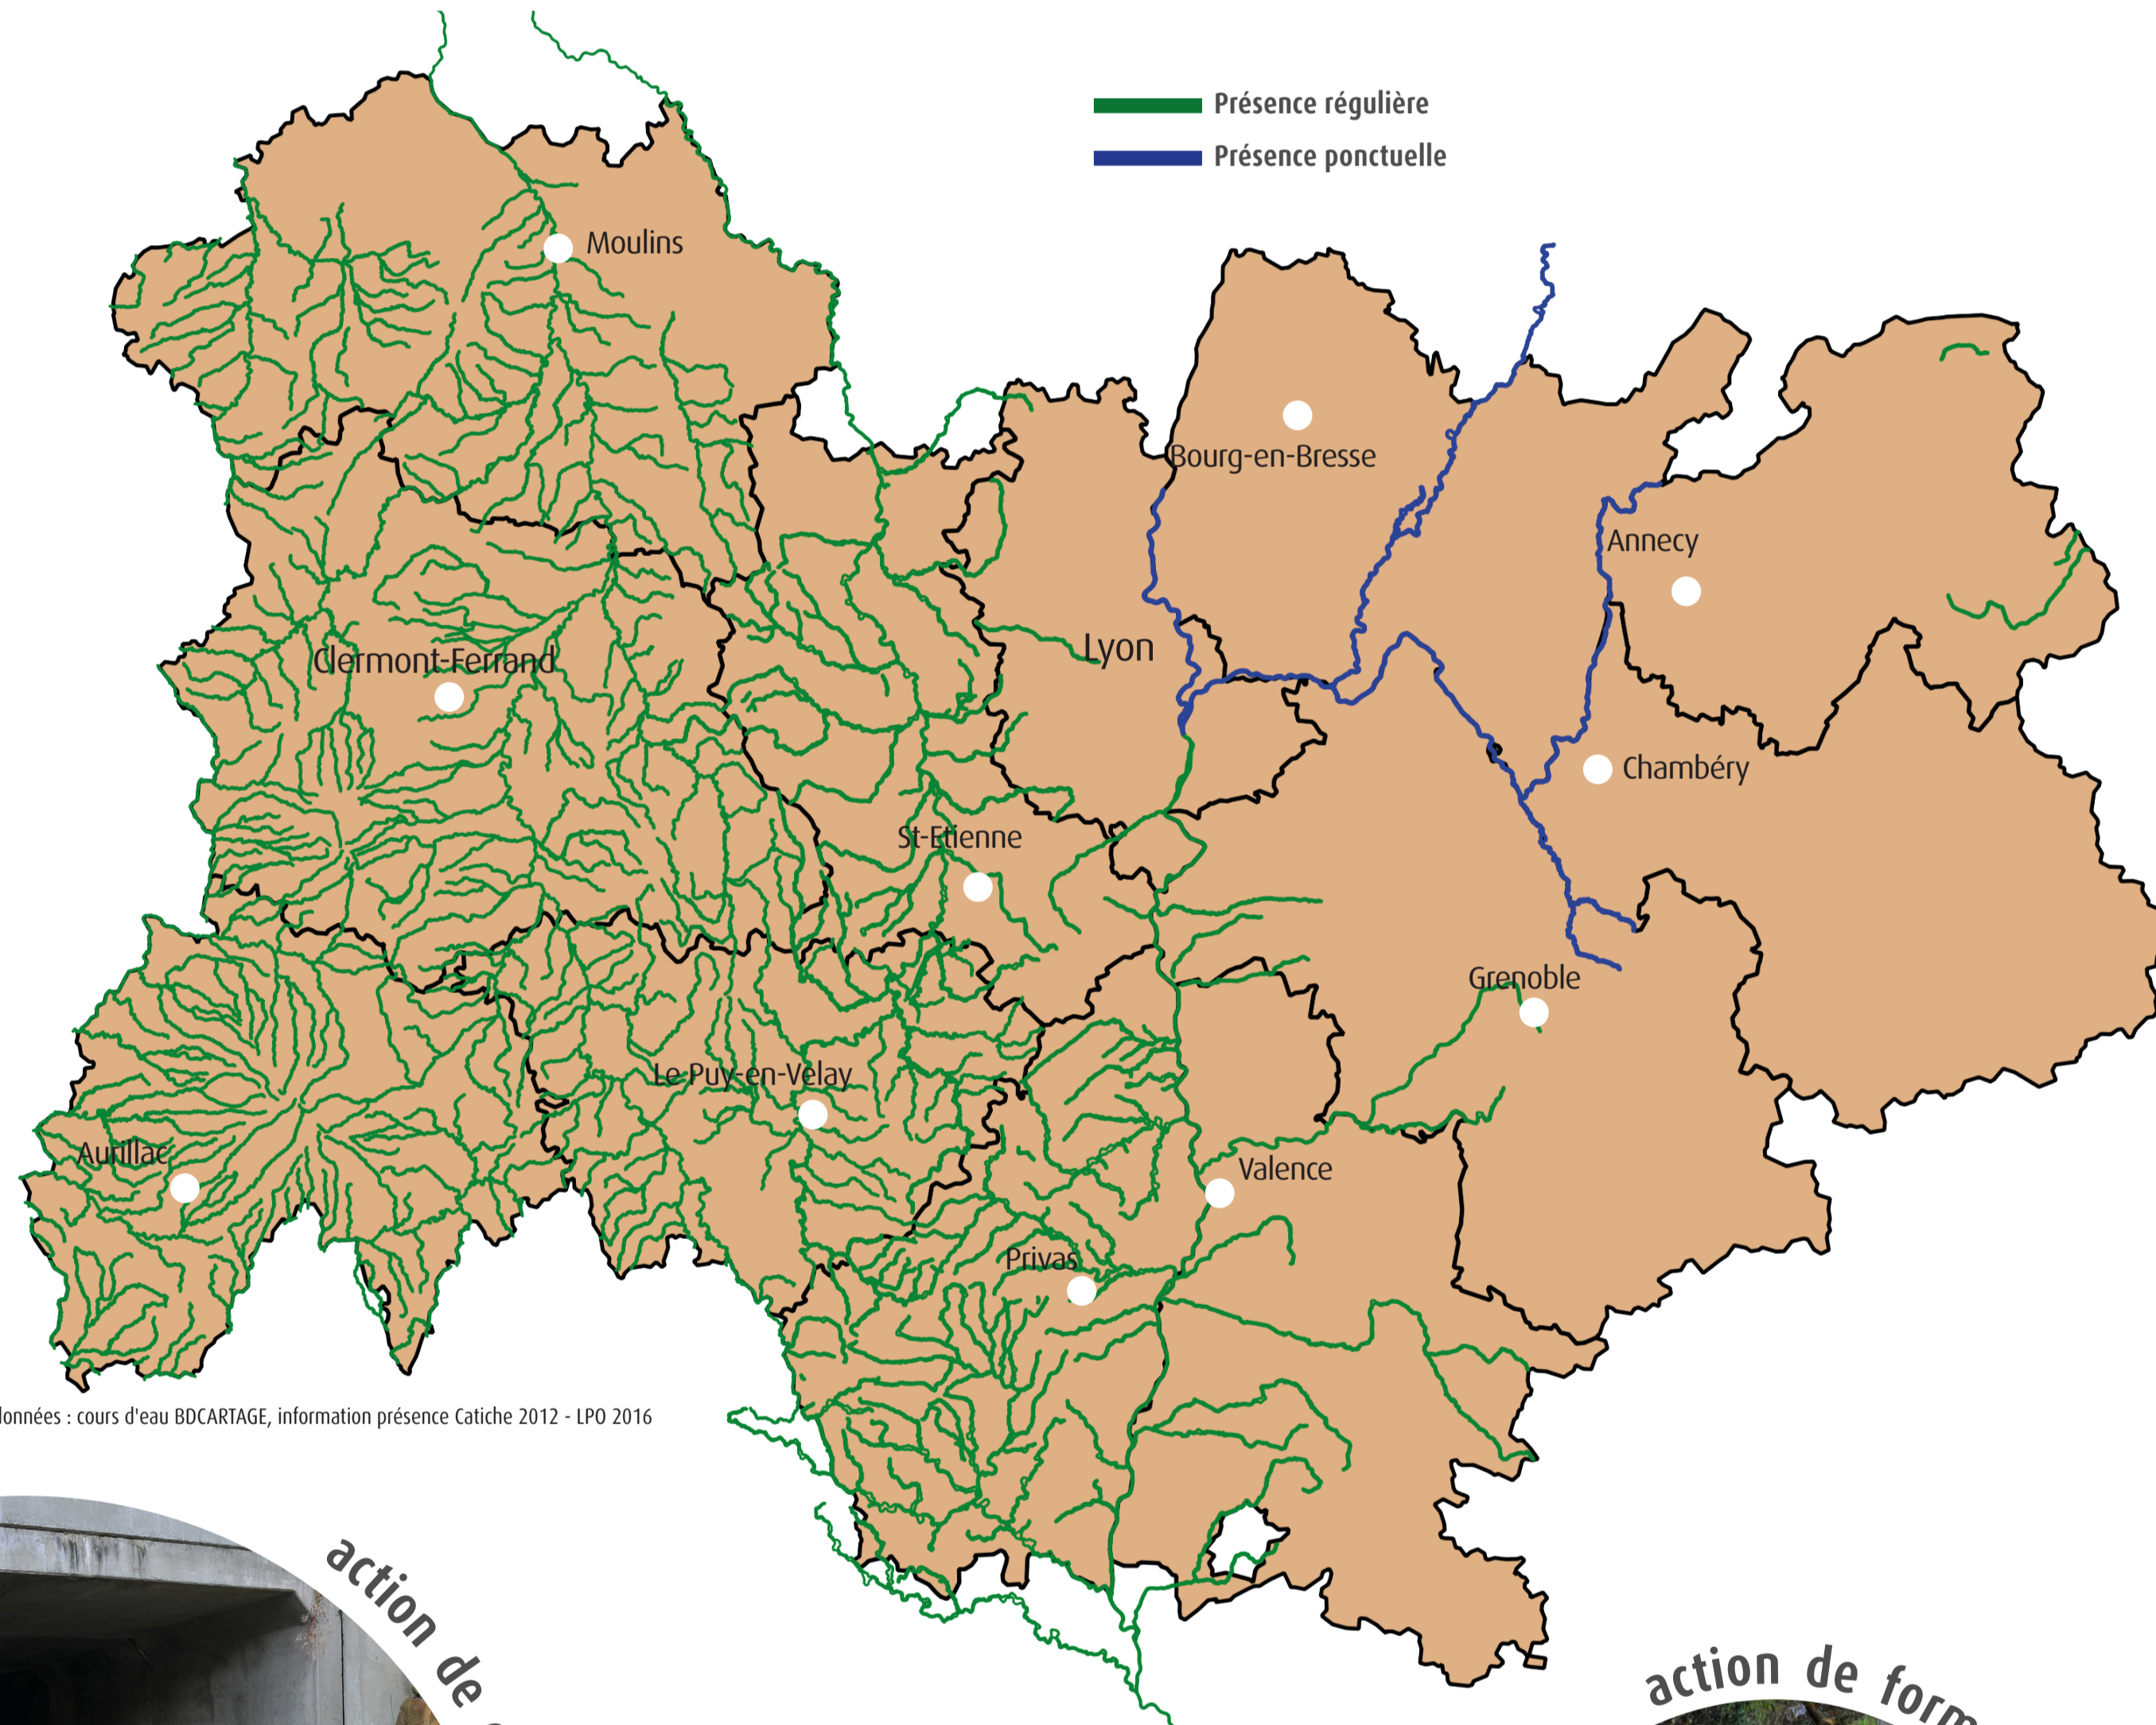 Présence régulière
Présence ponctuelle
Moulins
Bourg-en-Bresse
Annecy
Lyon
Clermont-Ferrand
Chambéry
St-Etienne
Grenoble
Le Puy-en-Velay
Aurillac
Valence
Privas
données : cours d'eau BDCARTAGE, information présence Catiche 2012 - LPO 2016
action de
action de form